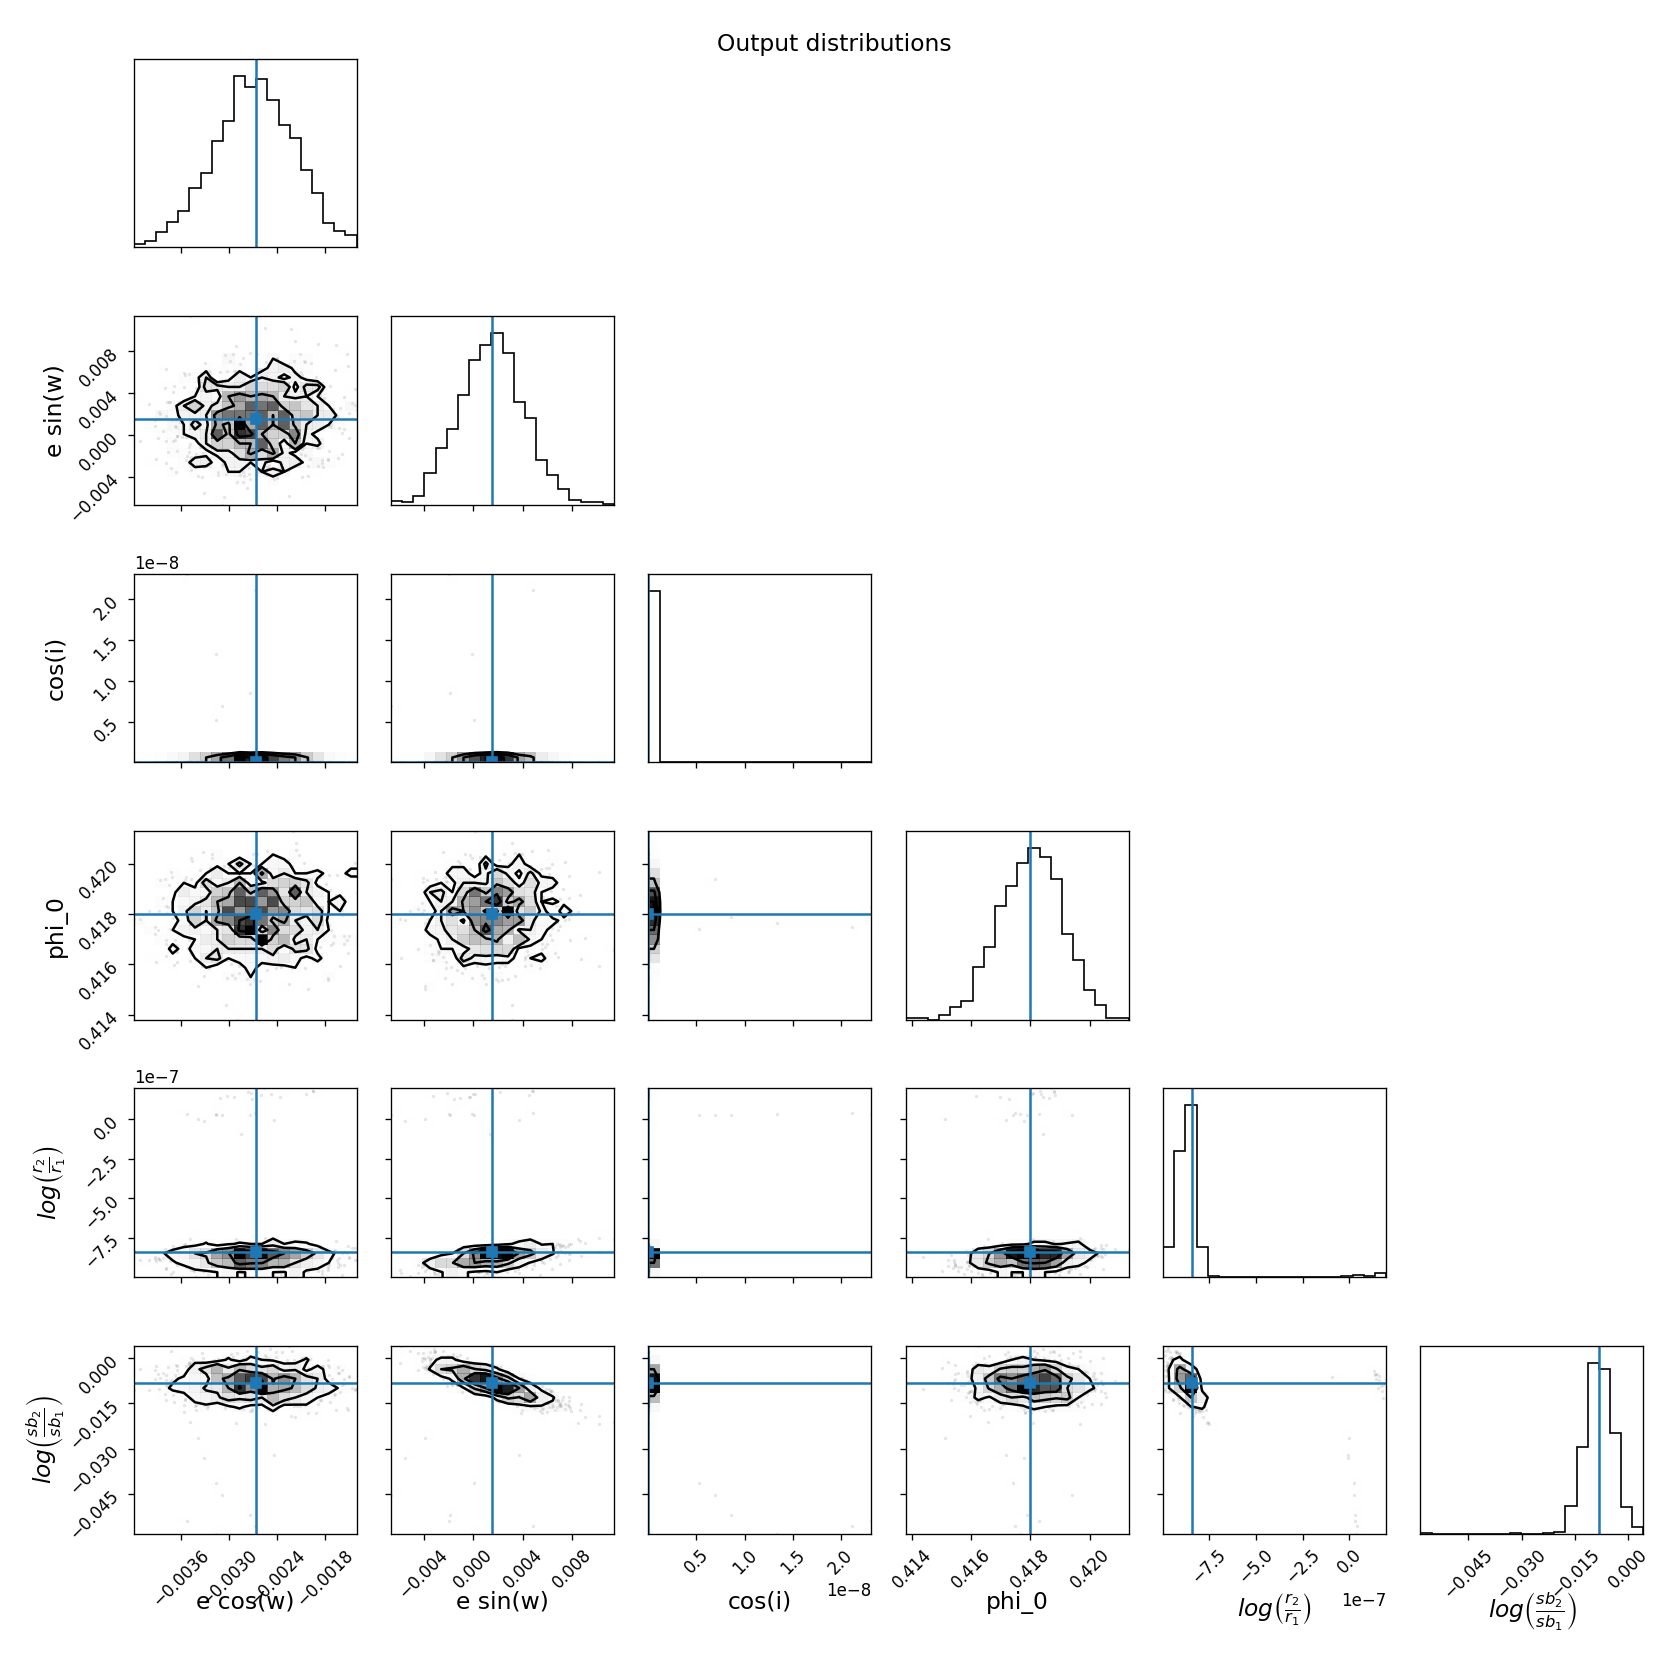 Output distributions
e sin(w)
0.008
0.004
0.000
−0.004
1e−8
cos(i)
2.0
1.5
1.0
0.5
phi_0
0.420
0.418
0.416
0.414
1e−7
log(r₂/r₁)
0.0
−2.5
−5.0
−7.5
log(sb₂/sb₁)
0.000
−0.015
−0.030
−0.045
−0.0036 −0.0030 −0.0024 −0.0018
e cos(w)
−0.004 0.000 0.004 0.008
e sin(w)
0.5 1.0 1.5 2.0
1e−8
cos(i)
0.414 0.416 0.418 0.420
phi_0
−7.5 −5.0 −2.5 0.0
1e−7
log(r₂/r₁)
−0.045 −0.030 −0.015 0.000
log(sb₂/sb₁)